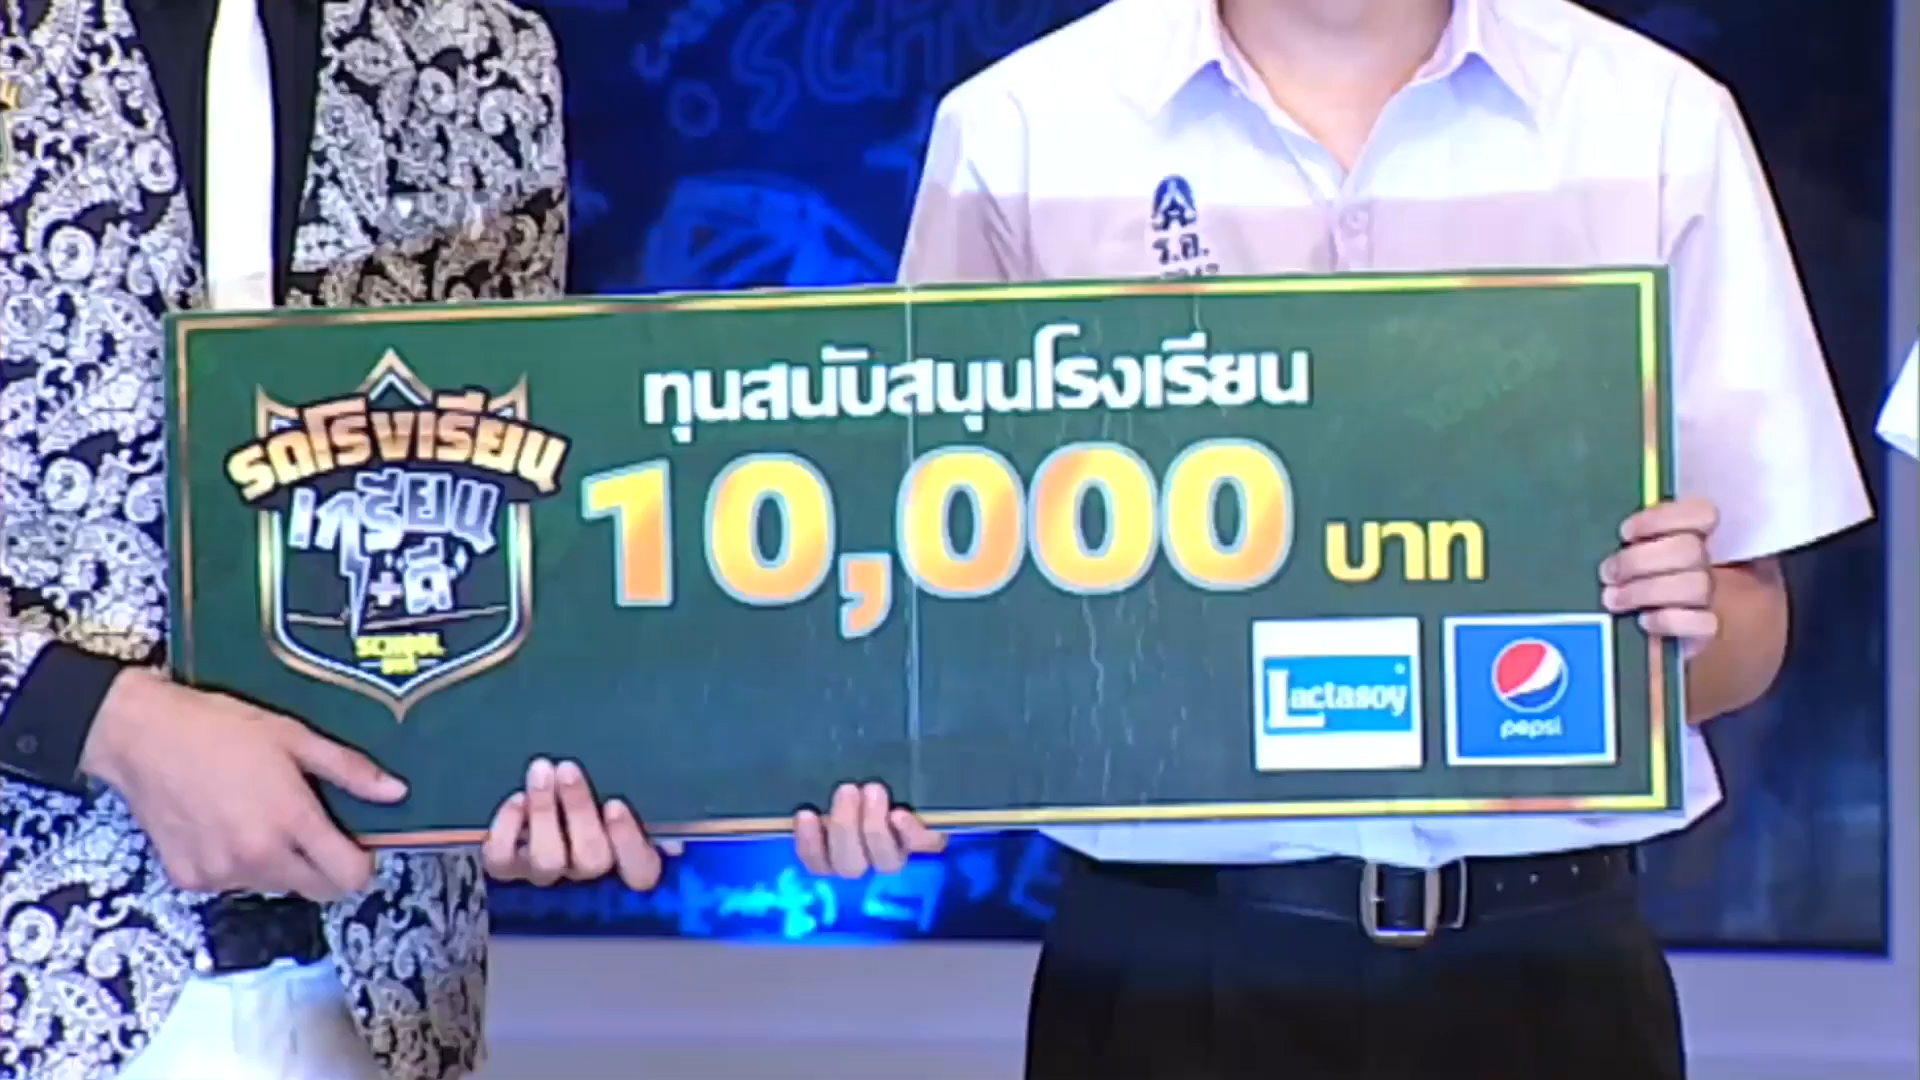 ร.อ.
ทุนสนับสนุนโรงเรียน
10,000 บาท
รถโรงเรียน
เกรียน
+ดี
SCHOOL
Lactasoy
pepsi